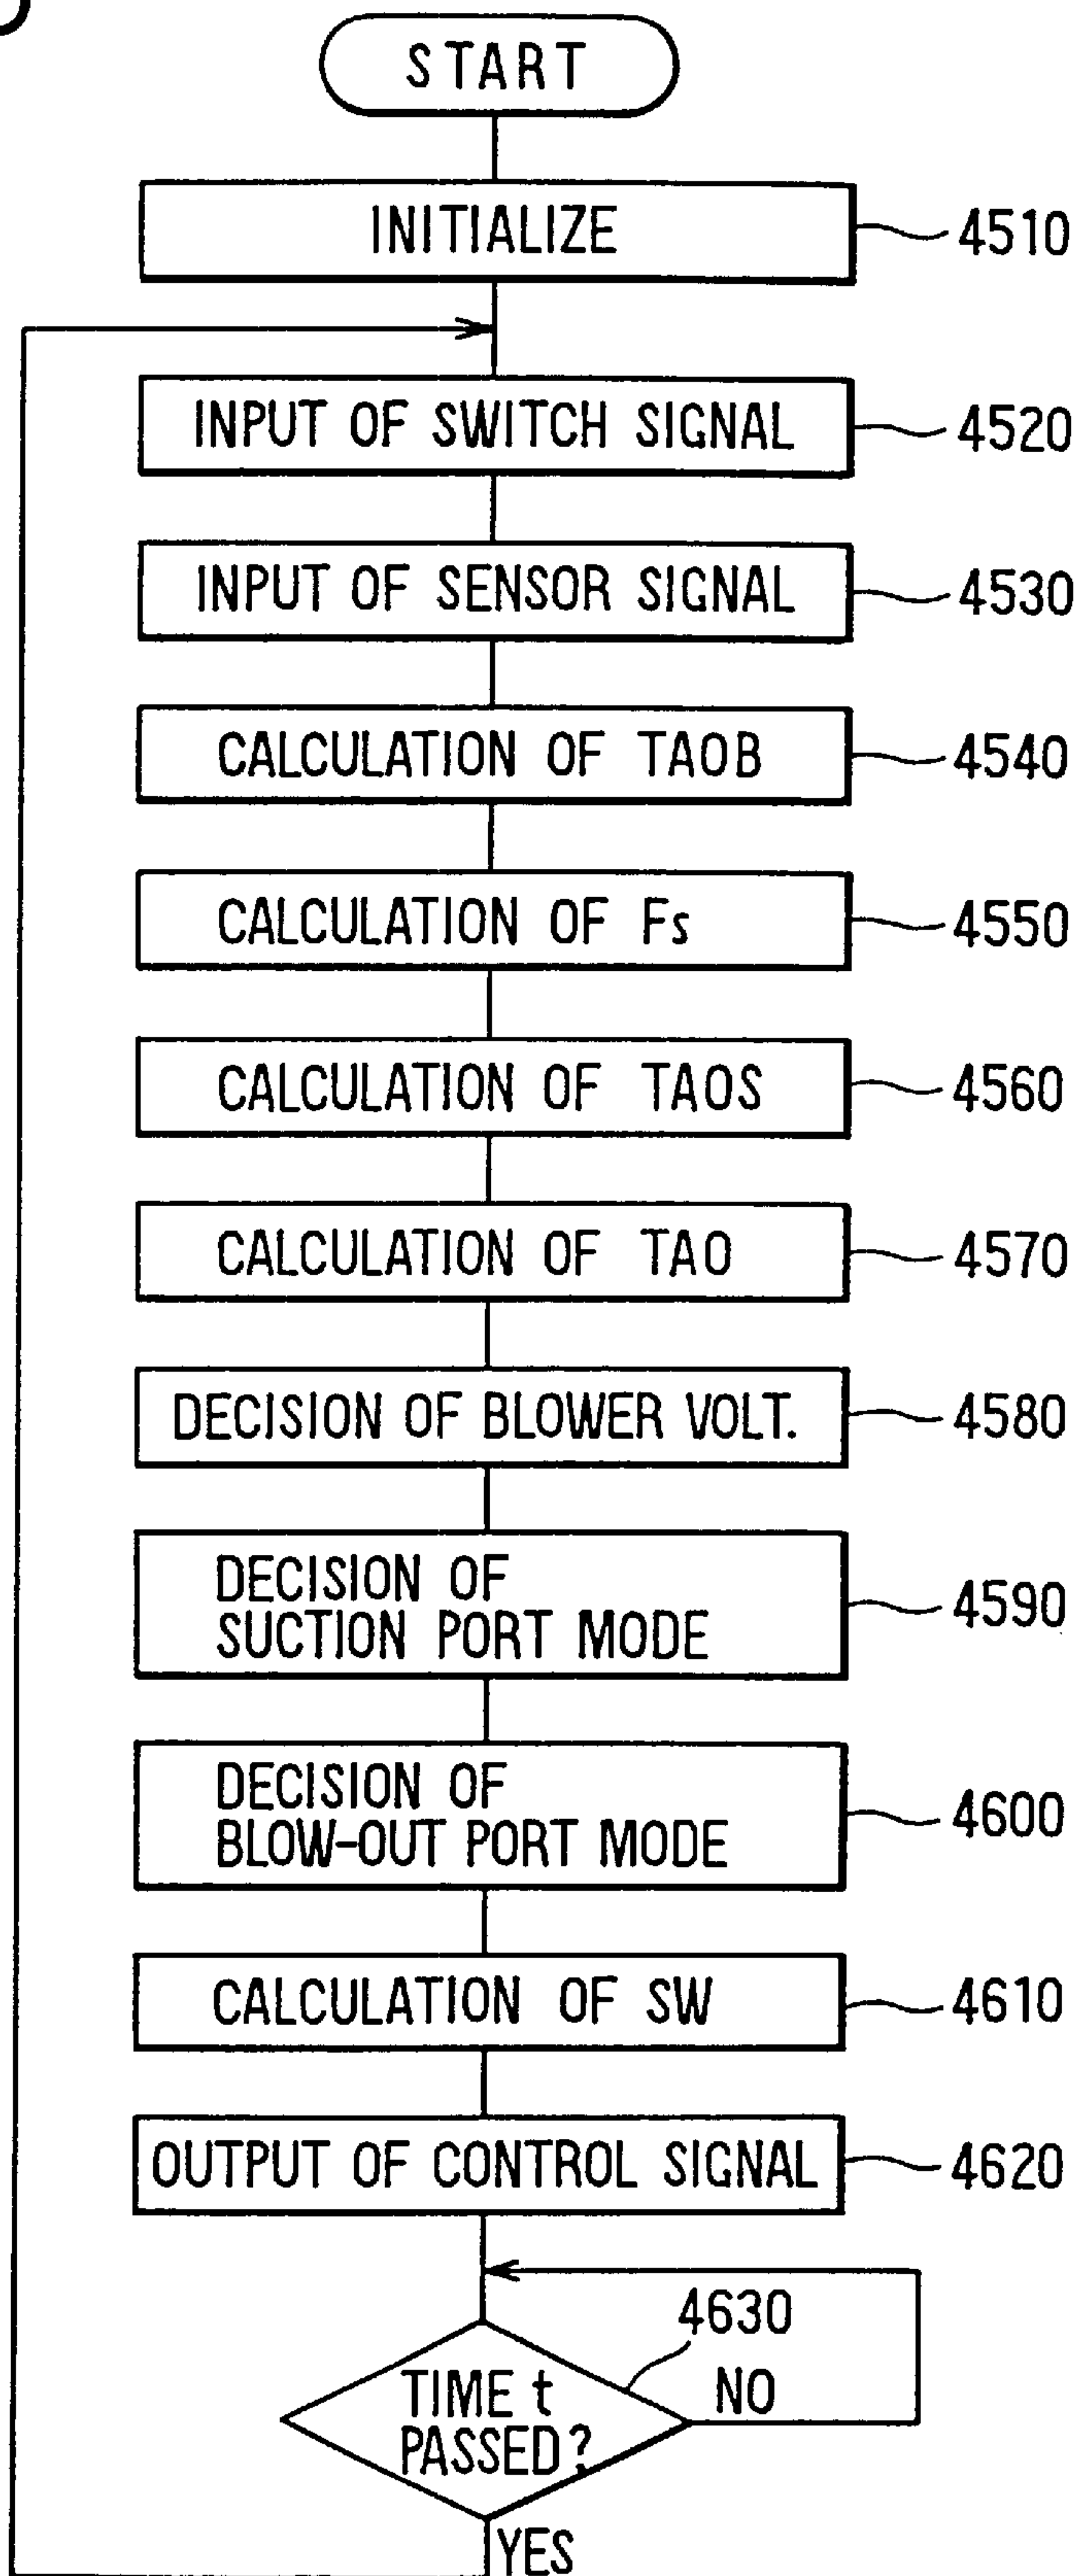 START
INITIALIZE
4510
INPUT OF SWITCH SIGNAL
4520
INPUT OF SENSOR SIGNAL
4530
CALCULATION OF TAOB
4540
CALCULATION OF Fs
4550
CALCULATION OF TAOS
4560
CALCULATION OF TAO
4570
DECISION OF BLOWER VOLT.
4580
DECISION OF
SUCTION PORT MODE
4590
DECISION OF
BLOW-OUT PORT MODE
4600
CALCULATION OF SW
4610
OUTPUT OF CONTROL SIGNAL
4620
4630
TIME t
PASSED?
NO
YES